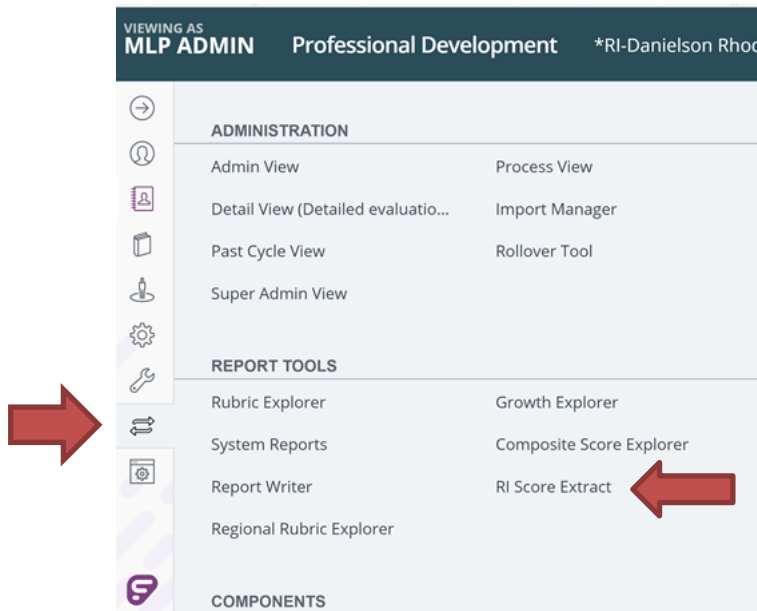 VIEWING AS
MLP ADMIN Professional Development *RI-Danielson Rhod
ADMINISTRATION
Admin View Process View
Detail View (Detailed evaluatio... Import Manager
Past Cycle View Rollover Tool
Super Admin View
REPORT TOOLS
Rubric Explorer Growth Explorer
System Reports Composite Score Explorer
Report Writer RI Score Extract
Regional Rubric Explorer
COMPONENTS